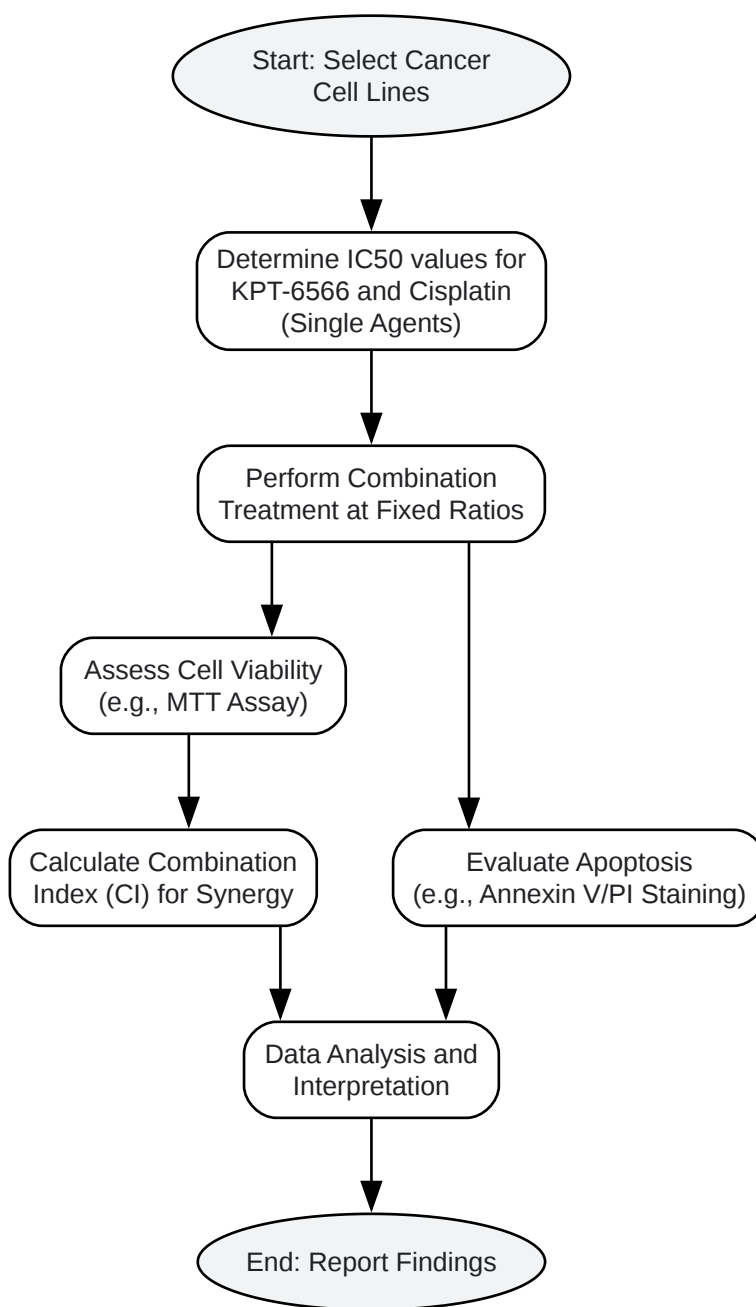 Start: Select Cancer
Cell Lines
Determine IC50 values for
KPT-6566 and Cisplatin
(Single Agents)
Perform Combination
Treatment at Fixed Ratios
Assess Cell Viability
(e.g., MTT Assay)
Calculate Combination
Index (CI) for Synergy
Evaluate Apoptosis
(e.g., Annexin V/PI Staining)
Data Analysis and
Interpretation
End: Report Findings